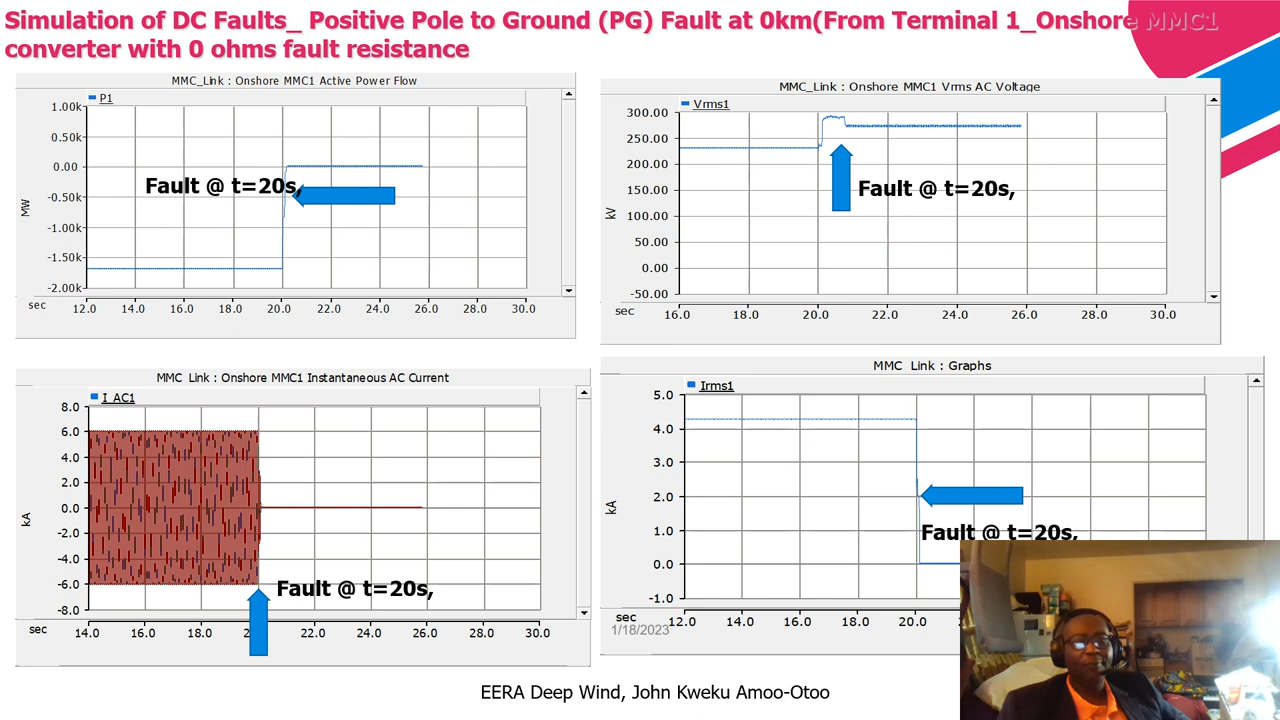 Simulation of DC Faults_ Positive Pole to Ground (PG) Fault at 0km(From Terminal 1_Onshore MMC1
converter with 0 ohms fault resistance
MMC_Link : Onshore MMC1 Active Power Flow
P1
1.00k
0.50k
0.00
-0.50k
-1.00k
-1.50k
-2.00k
MW
Fault @ t=20s,
sec
12.0 14.0 16.0 18.0 20.0 22.0 24.0 26.0 28.0 30.0
MMC_Link : Onshore MMC1 Vrms AC Voltage
Vrms1
300.00
250.00
200.00
150.00
100.00
50.00
0.00
-50.00
kV
Fault @ t=20s,
sec
16.0 18.0 20.0 22.0 24.0 26.0 28.0 30.0
MMC Link : Onshore MMC1 Instantaneous AC Current
I_AC1
8.0
6.0
4.0
2.0
0.0
-2.0
-4.0
-6.0
-8.0
kA
Fault @ t=20s,
sec
14.0 16.0 18.0 22.0 24.0 26.0 28.0 30.0
MMC Link : Graphs
Irms1
5.0
4.0
3.0
2.0
1.0
0.0
-1.0
kA
Fault @ t=20s,
sec
12.0 14.0 16.0 18.0 20.0
1/18/2023
EERA Deep Wind, John Kweku Amoo-Otoo